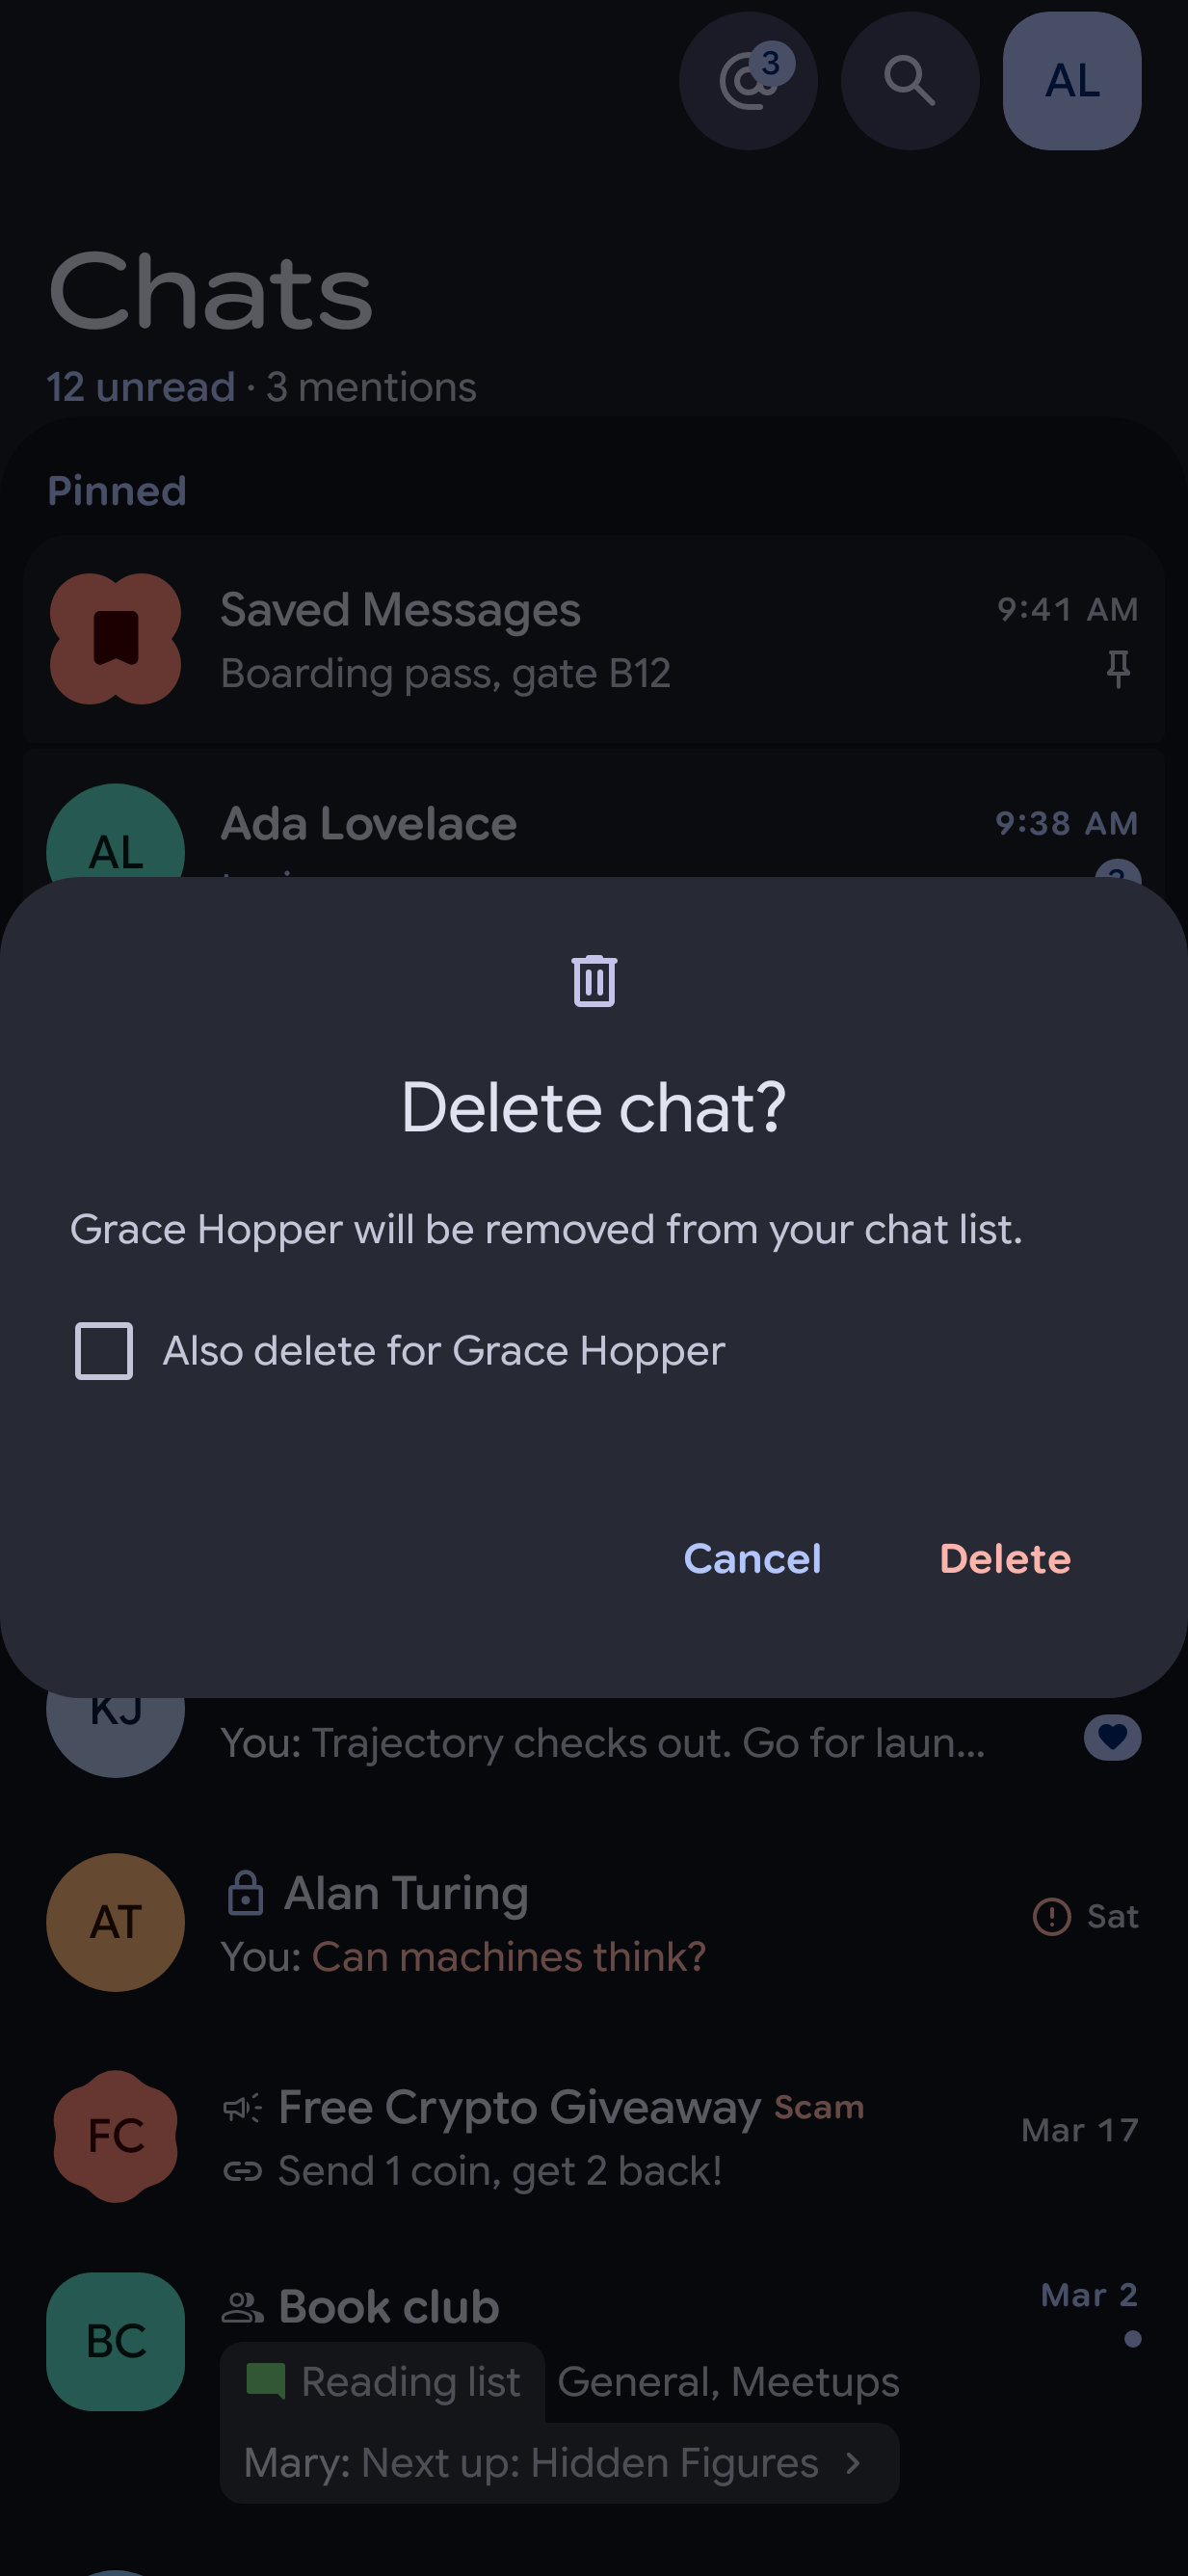 3
AL
Chats
12 unread · 3 mentions
Pinned
Saved Messages
9:41 AM
Boarding pass, gate B12
AL
Ada Lovelace
9:38 AM
Delete chat?
Grace Hopper will be removed from your chat list.
Also delete for Grace Hopper
Cancel
Delete
KJ
You: Trajectory checks out. Go for laun...
AT
Alan Turing
Sat
You: Can machines think?
FC
Free Crypto Giveaway Scam
Mar 17
Send 1 coin, get 2 back!
BC
Book club
Mar 2
Reading list General, Meetups
Mary: Next up: Hidden Figures